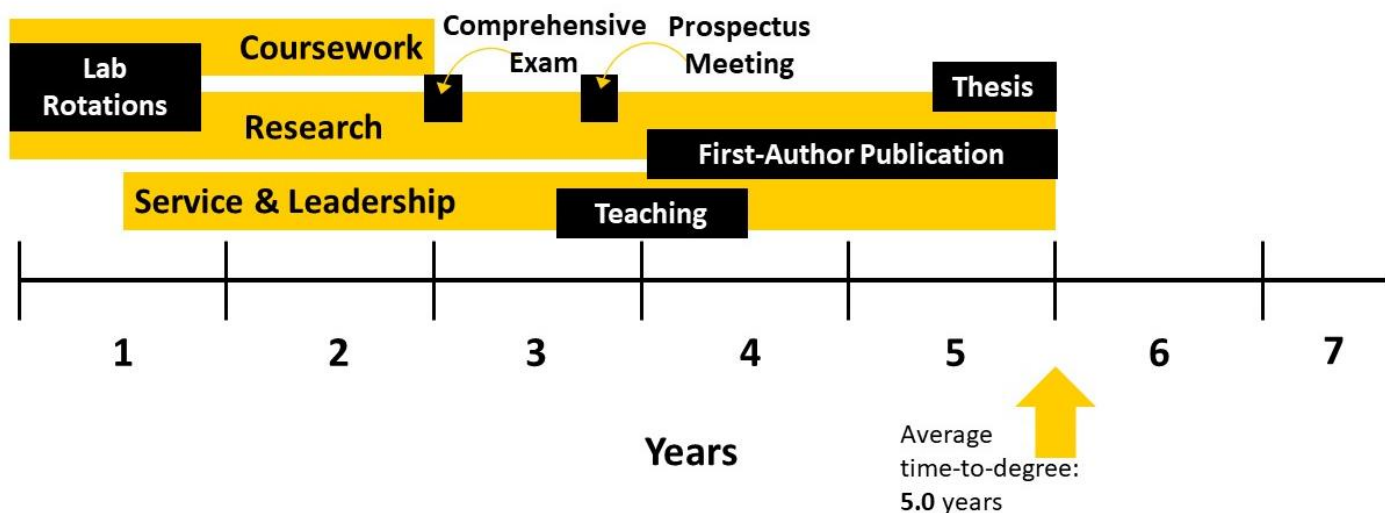 Coursework
Comprehensive
Exam
Prospectus
Meeting
Lab
Rotations
Thesis
Research
First-Author Publication
Service & Leadership
Teaching
1 2 3 4 5 6 7
Years
Average
time-to-degree:
5.0 years